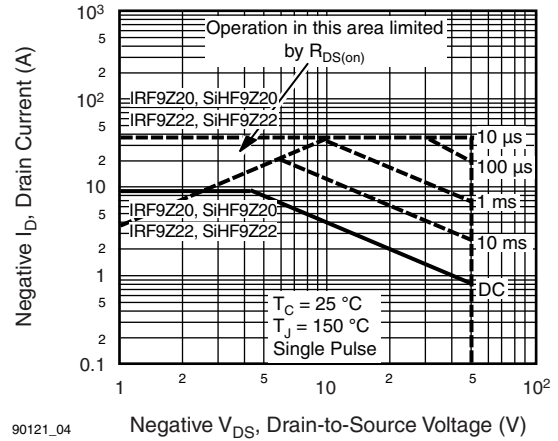 Negative I_D, Drain Current (A)
10³
5
2
10²
5
2
10
5
2
1
5
2
0.1
Operation in this area limited
by R_DS(on)
IRF9Z20, SiHF9Z20
IRF9Z22, SiHF9Z22
IRF9Z20, SiHF9Z20
IRF9Z22, SiHF9Z22
10 µs
100 µs
1 ms
10 ms
DC
T_C = 25 °C
T_J = 150 °C
Single Pulse
1
2
5
10
2
5
10²
90121_04
Negative V_DS, Drain-to-Source Voltage (V)